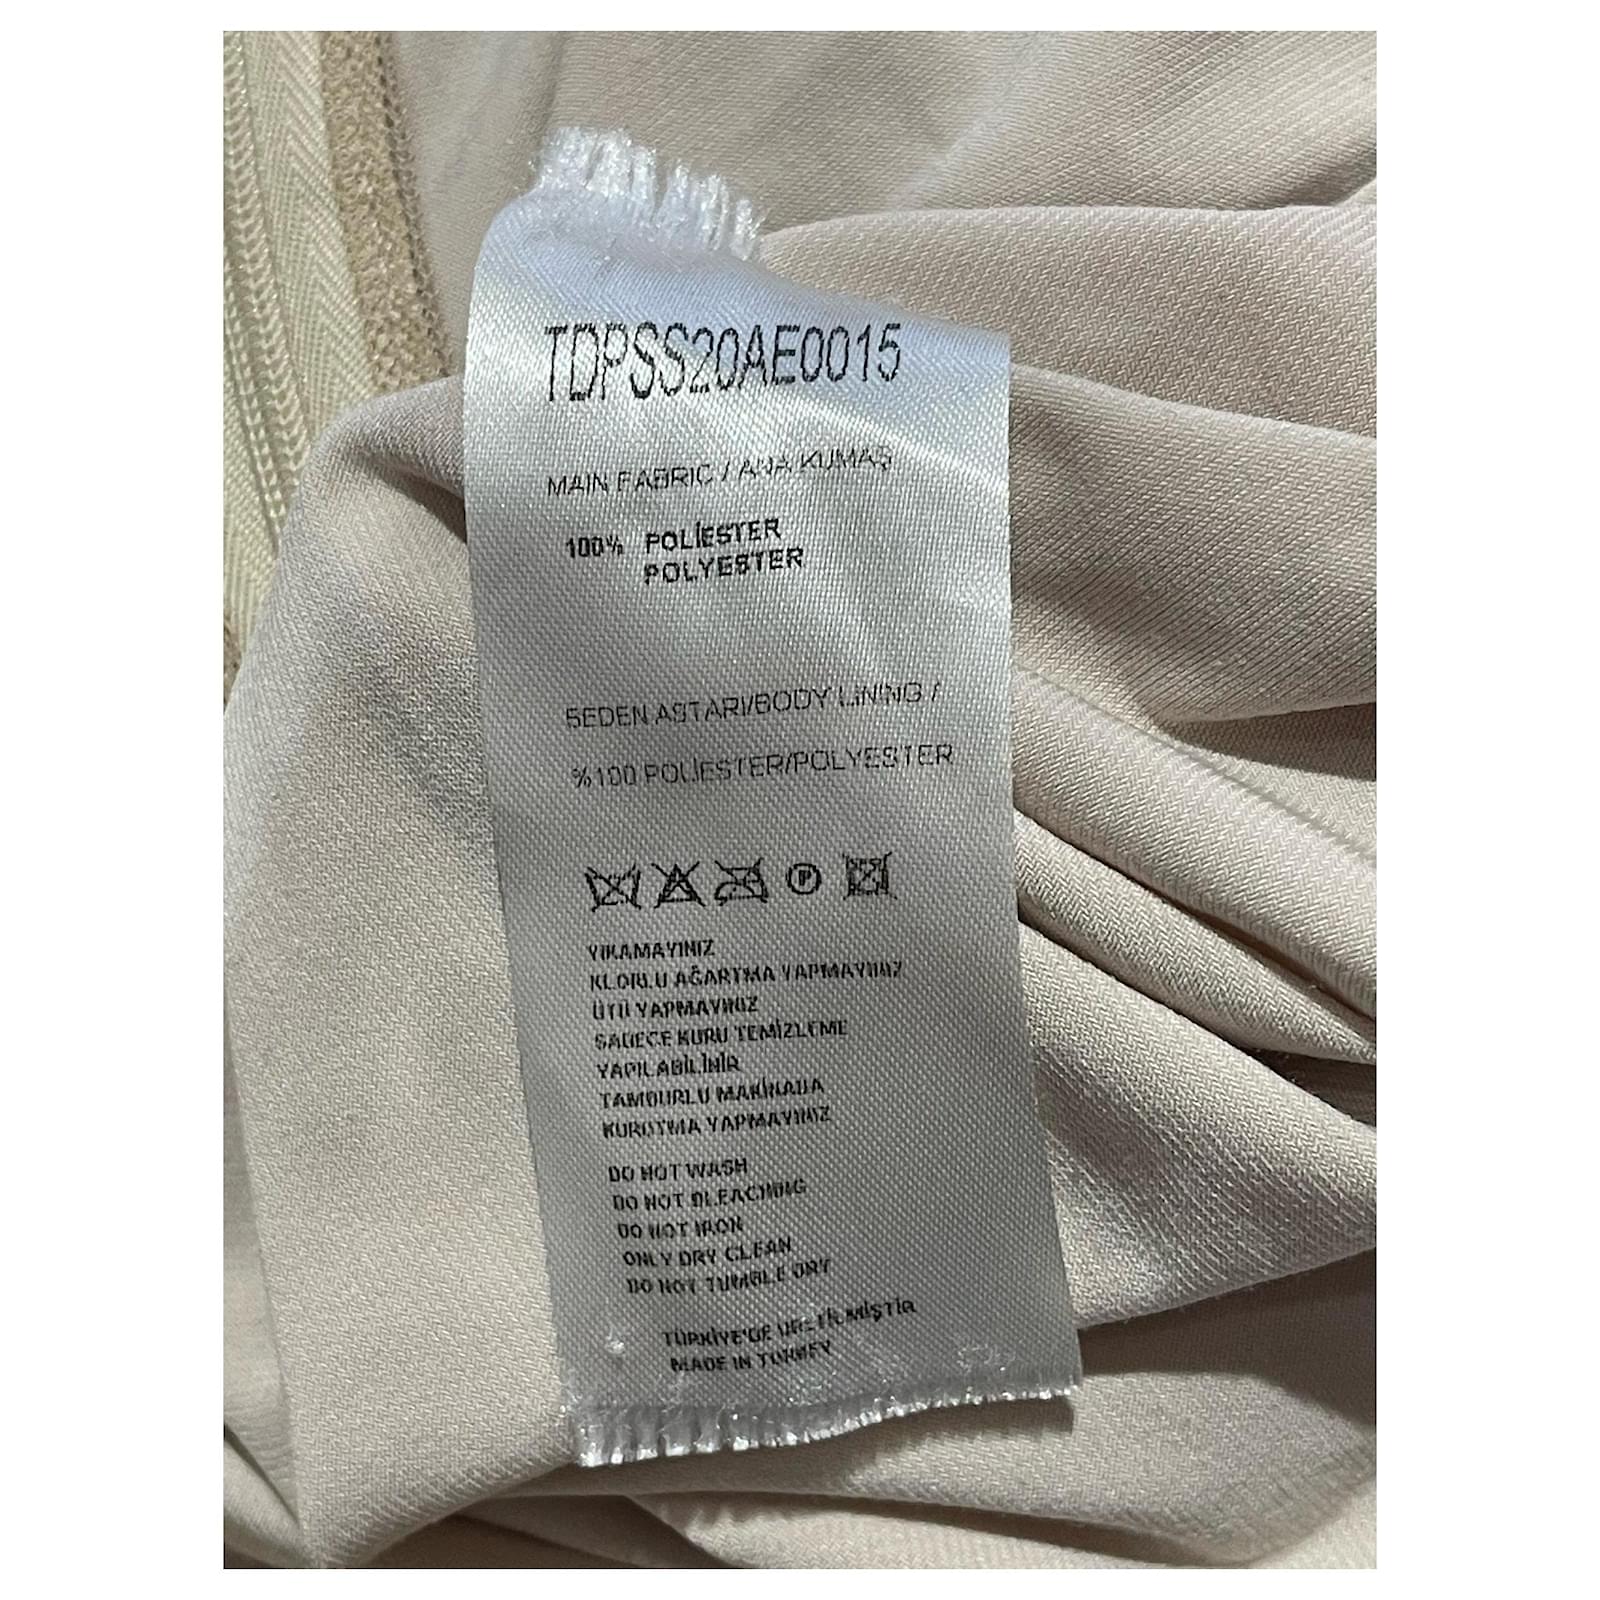 TDPSS20AE0015
MAIN FABRIC / ANA KUMAŞ
100% POLİESTER
POLYESTER
BEDEN ASTARI/BODY LINING /
%100 POLİESTER/POLYESTER
P
YIKAMAYINIZ
KLORLU AĞARTMA YAPMAYINIZ
ÜTÜ YAPMAYINIZ
SADECE KURU TEMİZLEME
YAPILABİLİNİR
TAMBURLU MAKİNADA
KURUTMA YAPMAYINIZ
DO NOT WASH
DO NOT BLEACHING
DO NOT IRON
ONLY DRY CLEAN
DO NOT TUMBLE DRY
TÜRKİYE'DE ÜRETİLMİŞTİR
MADE IN TURKEY